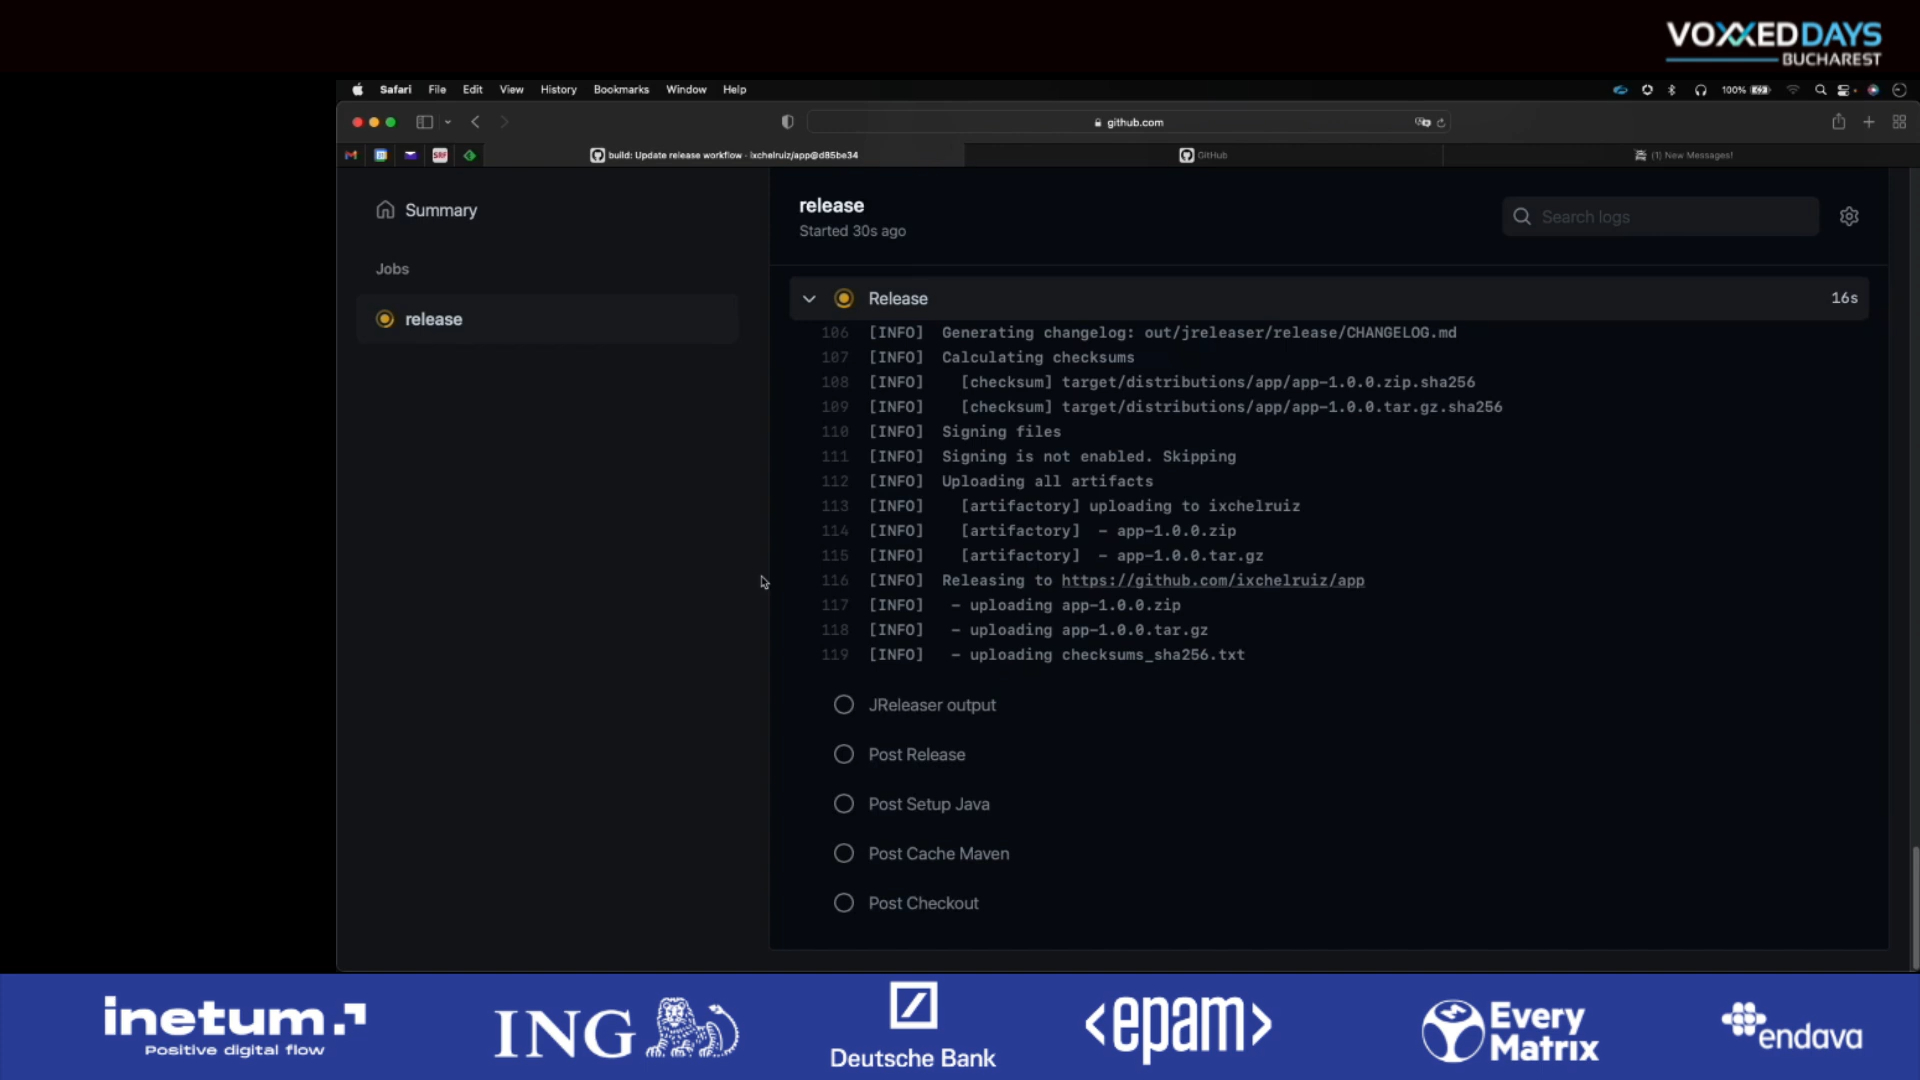 VOXXED DAYS
BUCHAREST
Safari File Edit View History Bookmarks Window Help
100%
github.com
SRF
build: Update release workflow · ixchelruiz/app@d85be34
GitHub
(1) New Messages!
Summary
Jobs
release
release
Started 30s ago
Search logs
Release
16s
106 [INFO] Generating changelog: out/jreleaser/release/CHANGELOG.md
107 [INFO] Calculating checksums
108 [INFO] [checksum] target/distributions/app/app-1.0.0.zip.sha256
109 [INFO] [checksum] target/distributions/app/app-1.0.0.tar.gz.sha256
110 [INFO] Signing files
111 [INFO] Signing is not enabled. Skipping
112 [INFO] Uploading all artifacts
113 [INFO] [artifactory] uploading to ixchelruiz
114 [INFO] [artifactory] - app-1.0.0.zip
115 [INFO] [artifactory] - app-1.0.0.tar.gz
116 [INFO] Releasing to https://github.com/ixchelruiz/app
117 [INFO] - uploading app-1.0.0.zip
118 [INFO] - uploading app-1.0.0.tar.gz
119 [INFO] - uploading checksums_sha256.txt
JReleaser output
Post Release
Post Setup Java
Post Cache Maven
Post Checkout
inetum.
Positive digital flow
ING
Deutsche Bank
<epam>
Every
Matrix
endava